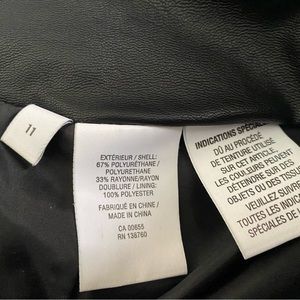 11
EXTÉRIEUR / SHELL:
67% POLYURÉTHANE /
POLYURETHANE
33% RAYONNE/RAYON
DOUBLURE / LINING:
100% POLYESTER
FABRIQUÉ EN CHINE /
MADE IN CHINA
CA 00655
RN 138760
INDICATIONS SPÉCIALES
DÛ AU PROCÉDÉ
DE TEINTURE UTILISÉ
SUR CET ARTICLE,
LES COULEURS PEUVENT
DÉTEINDRE SUR DES
OBJETS OU DES TISSUS
VEUILLEZ SUIVRE
TOUTES LES INDICATIONS
SPÉCIALES DE